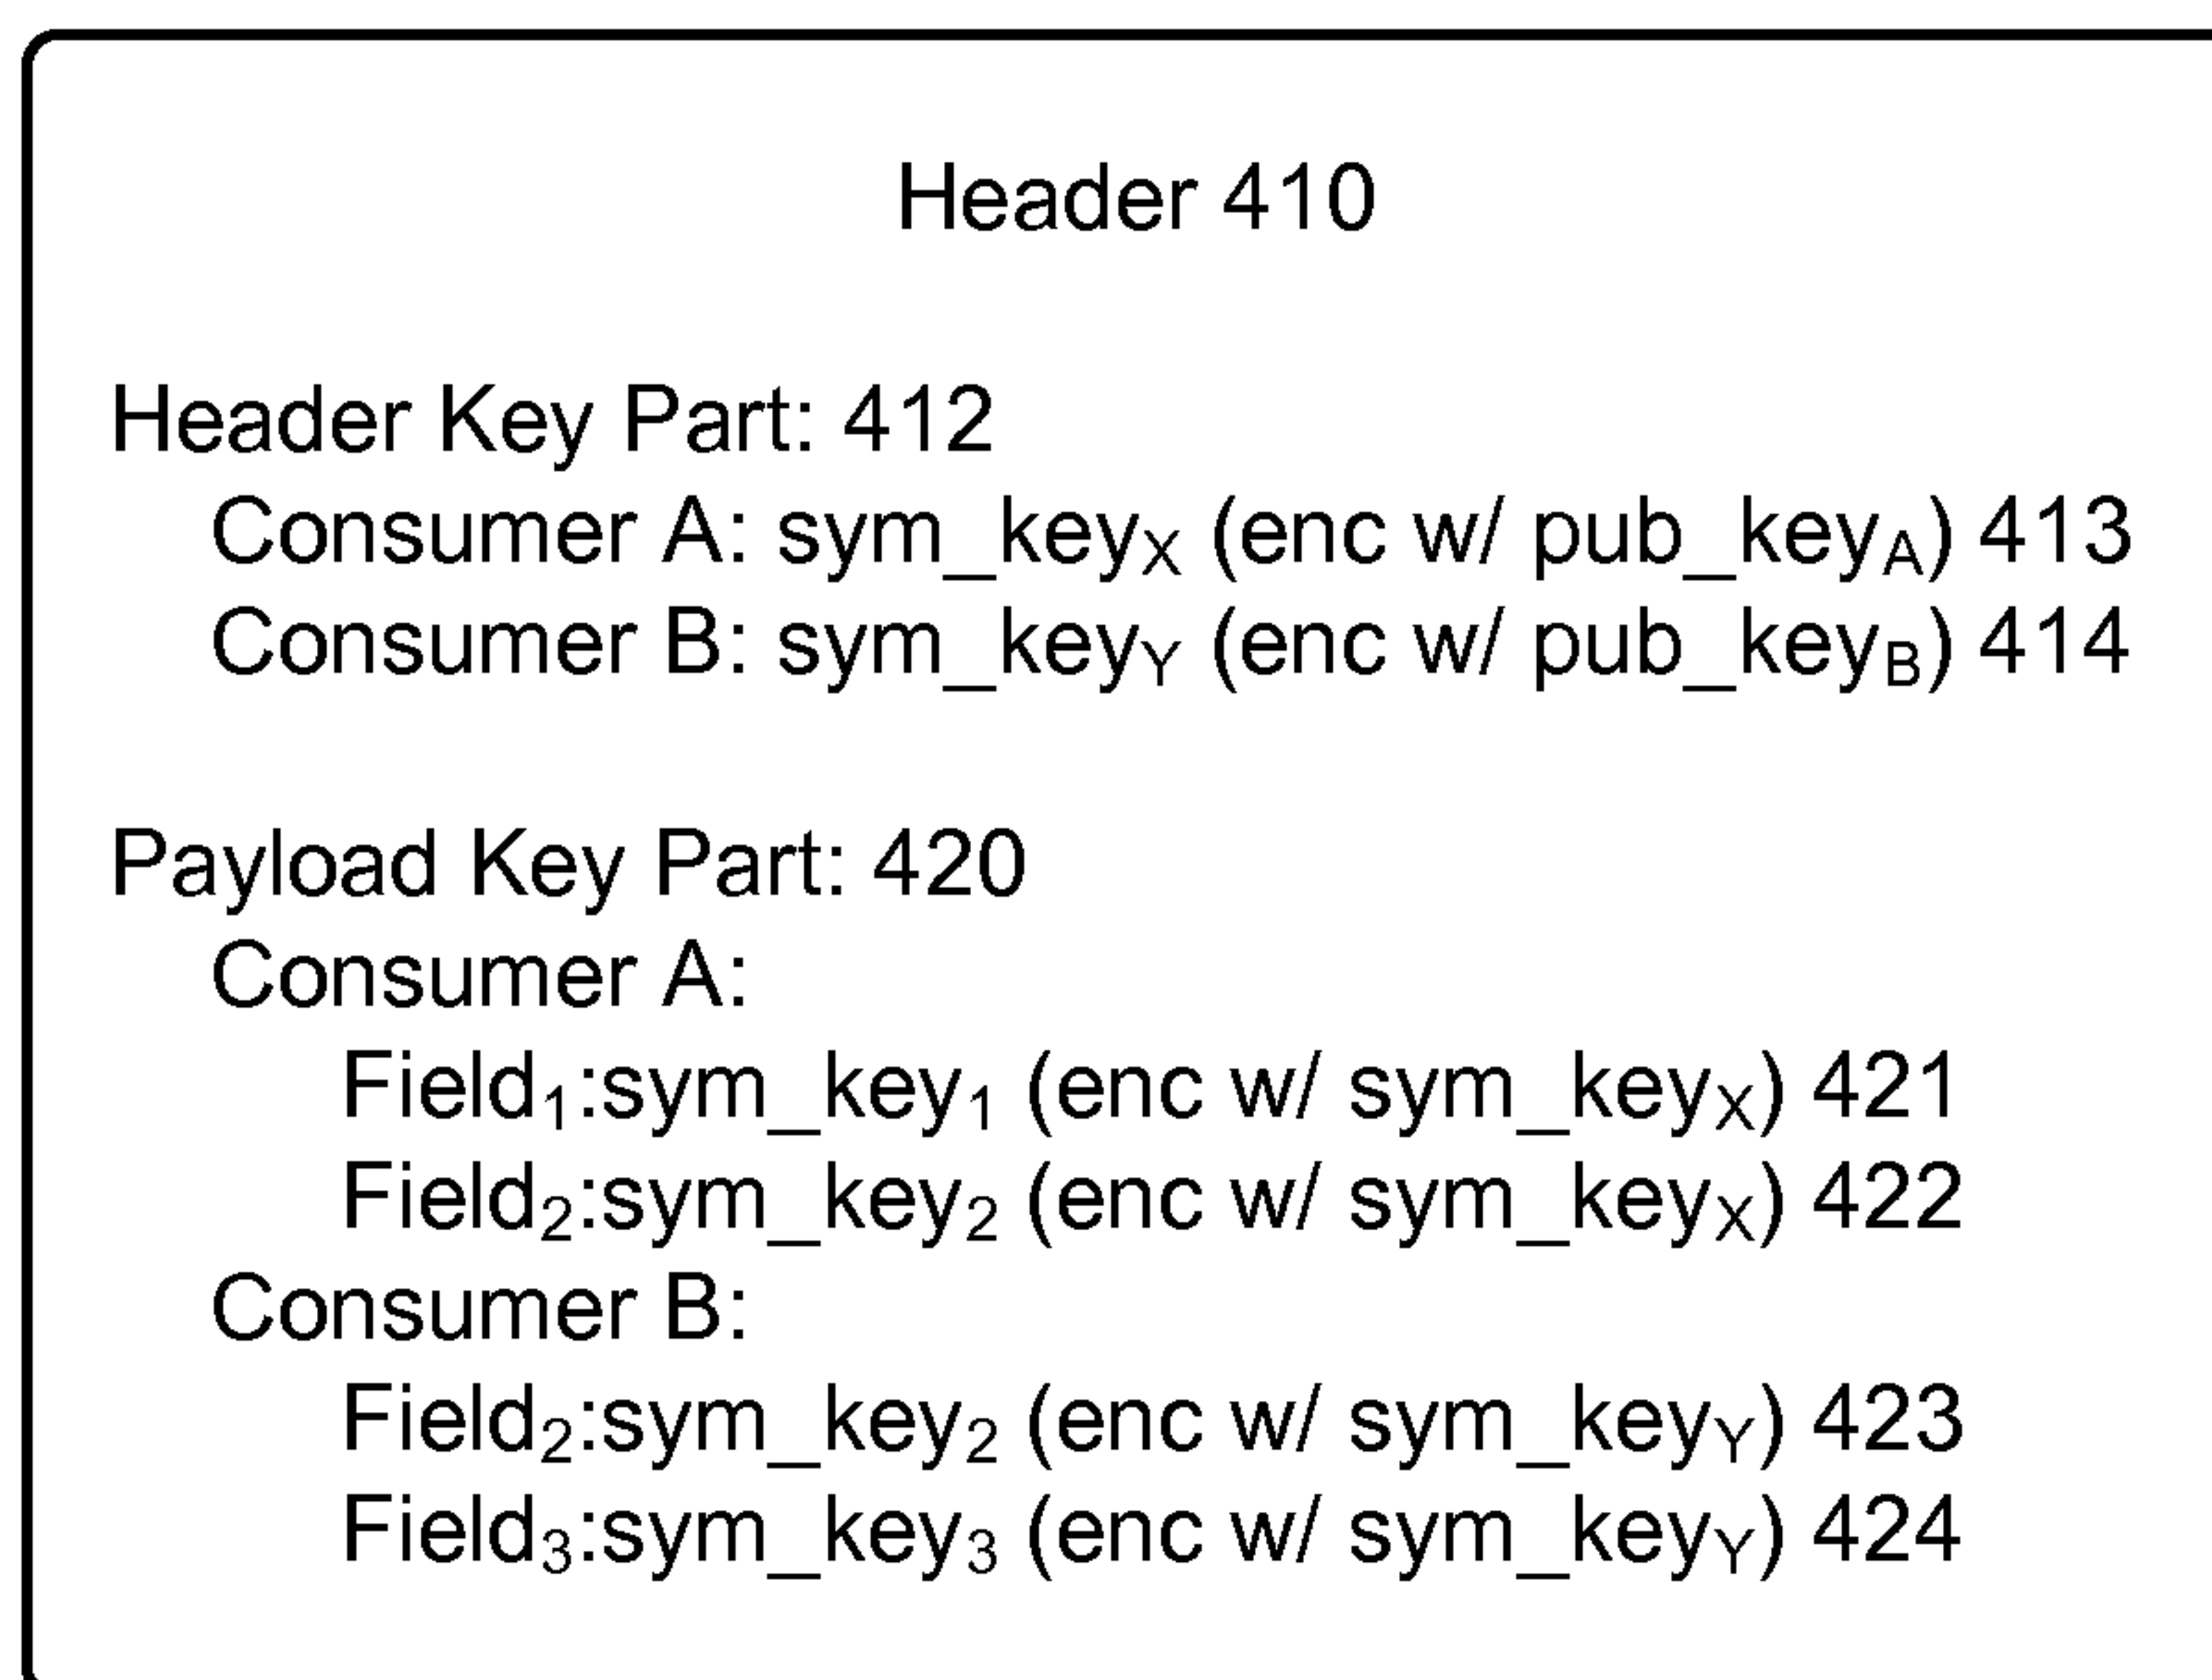 Header 410
Header Key Part: 412
Consumer A: sym_keyX (enc w/ pub_keyA) 413
Consumer B: sym_keyY (enc w/ pub_keyB) 414
Payload Key Part: 420
Consumer A:
Field1:sym_key1 (enc w/ sym_keyX) 421
Field2:sym_key2 (enc w/ sym_keyX) 422
Consumer B:
Field2:sym_key2 (enc w/ sym_keyY) 423
Field3:sym_key3 (enc w/ sym_keyY) 424